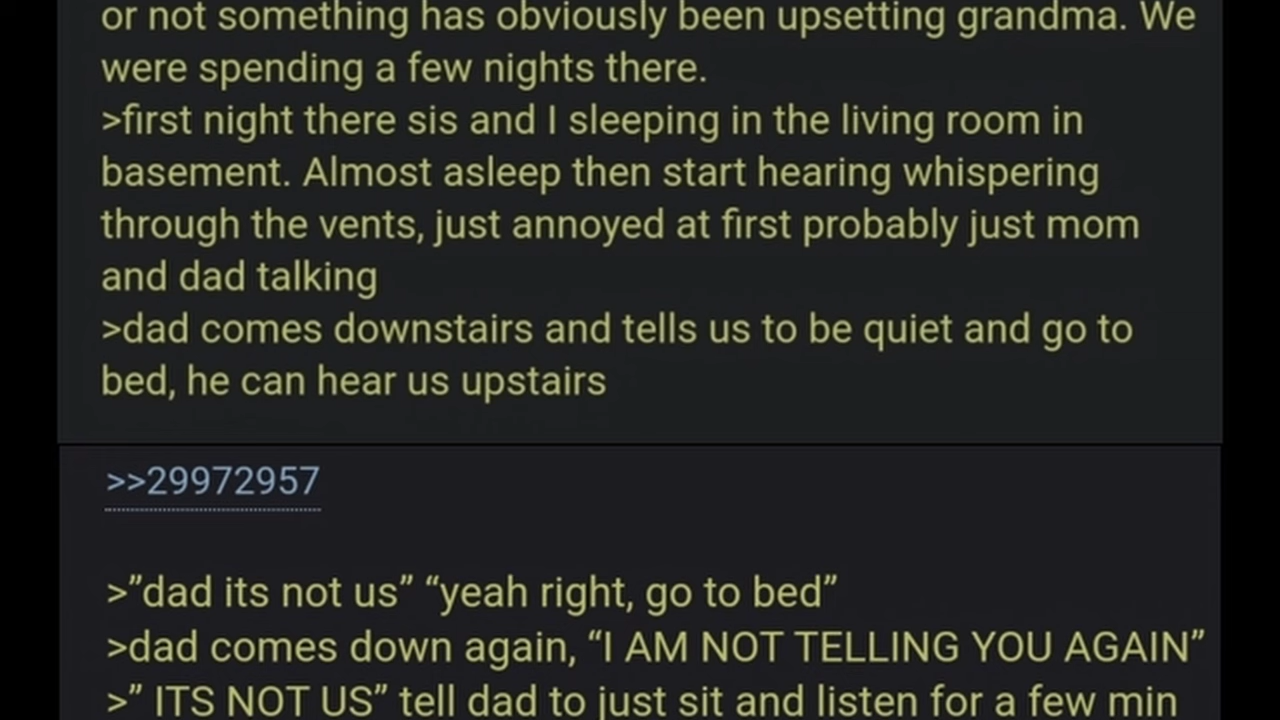 or not something has obviously been upsetting grandma. We
were spending a few nights there.
>first night there sis and I sleeping in the living room in
basement. Almost asleep then start hearing whispering
through the vents, just annoyed at first probably just mom
and dad talking
>dad comes downstairs and tells us to be quiet and go to
bed, he can hear us upstairs
>>29972957
>”dad its not us” “yeah right, go to bed”
>dad comes down again, “I AM NOT TELLING YOU AGAIN”
>” ITS NOT US” tell dad to just sit and listen for a few min